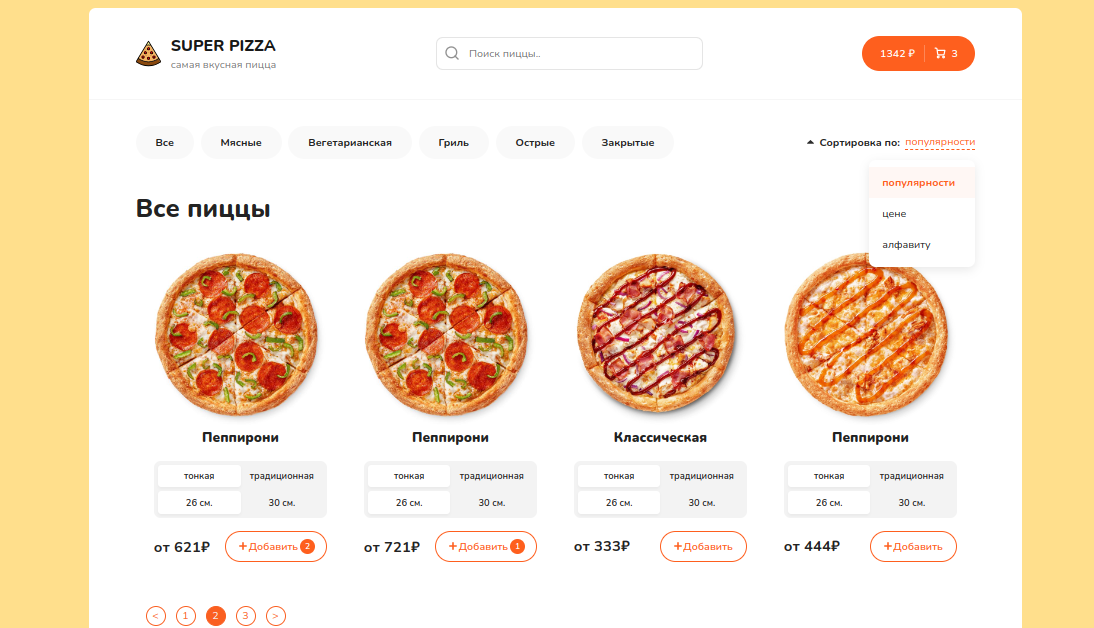 SUPER PIZZA
самая вкусная пицца
Поиск пиццы..
1342 ₽ 3
Все Мясные Вегетарианская Гриль Острые Закрытые
Сортировка по: популярности
популярности
цене
алфавиту
Все пиццы
Пеппирони Пеппирони Классическая Пеппирони
тонкая традиционная тонкая традиционная тонкая традиционная тонкая традиционная
26 см. 30 см. 26 см. 30 см. 26 см. 30 см. 26 см. 30 см.
от 621₽ +Добавить 2 от 721₽ +Добавить 1 от 333₽ +Добавить от 444₽ +Добавить
< 1 2 3 >